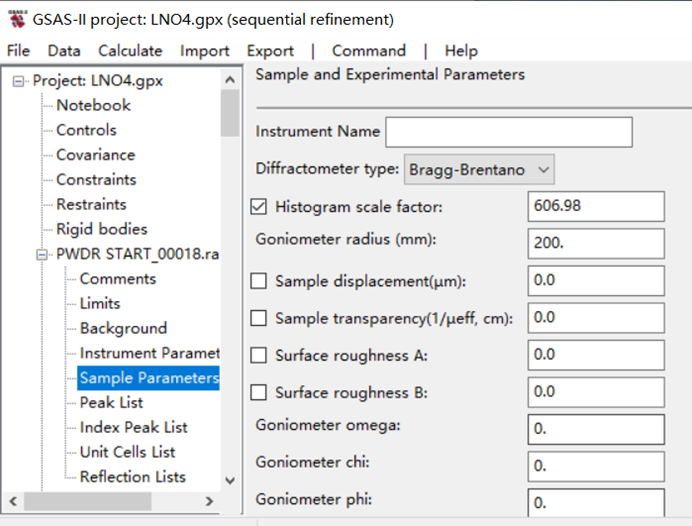 GSAS-II project: LNO4.gpx (sequential refinement)
File Data Calculate Import Export | Command | Help
Project: LNO4.gpx
Notebook
Controls
Covariance
Constraints
Restraints
Rigid bodies
PWDR START_00018.ra
Comments
Limits
Background
Instrument Paramet
Sample Parameters
Peak List
Index Peak List
Unit Cells List
Reflection Lists
Sample and Experimental Parameters
Instrument Name
Diffractometer type: Bragg-Brentano
Histogram scale factor: 606.98
Goniometer radius (mm): 200.
Sample displacement(μm): 0.0
Sample transparency(1/μeff, cm): 0.0
Surface roughness A: 0.0
Surface roughness B: 0.0
Goniometer omega: 0.
Goniometer chi: 0.
Goniometer phi: 0.